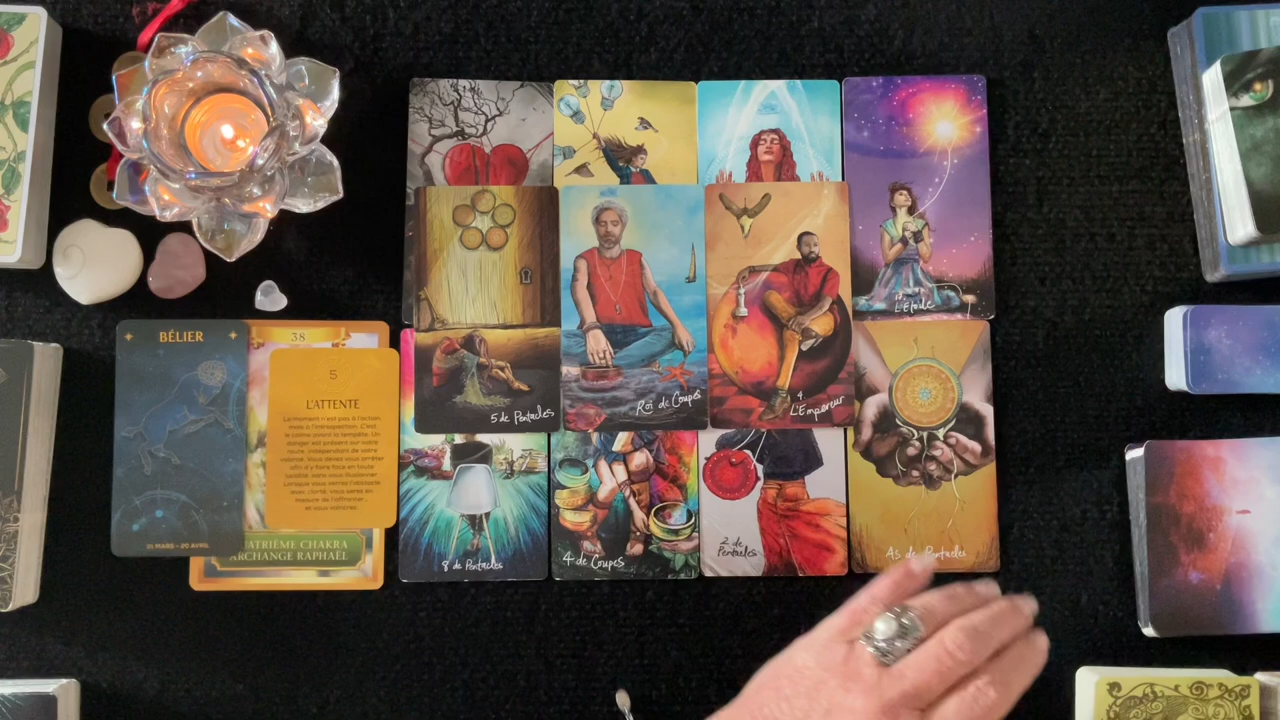 BÉLIER
21 MARS - 20 AVRIL
38
5
L'ATTENTE
Le moment n'est pas à l'action,
mais à l'introspection. C'est
le calme avant la tempête. Un
danger est présent sur votre
route, indépendant de votre
volonté. Vous devez vous arrêter
afin d'y faire face en toute
lucidité, sans vous illusionner.
Lorsque vous verrez l'obstacle
avec clarté, vous serez en
mesure de l'affronter...
et vous vaincrez.
ATRIÈME CHAKRA
ARCHANGE RAPHAËL
L'Étoile
5 de Pentacles
Roi de Coupes
4.
L'Empereur
8 de Pentacles
4 de Coupes
2 de
Pentacles
As de Pentacles